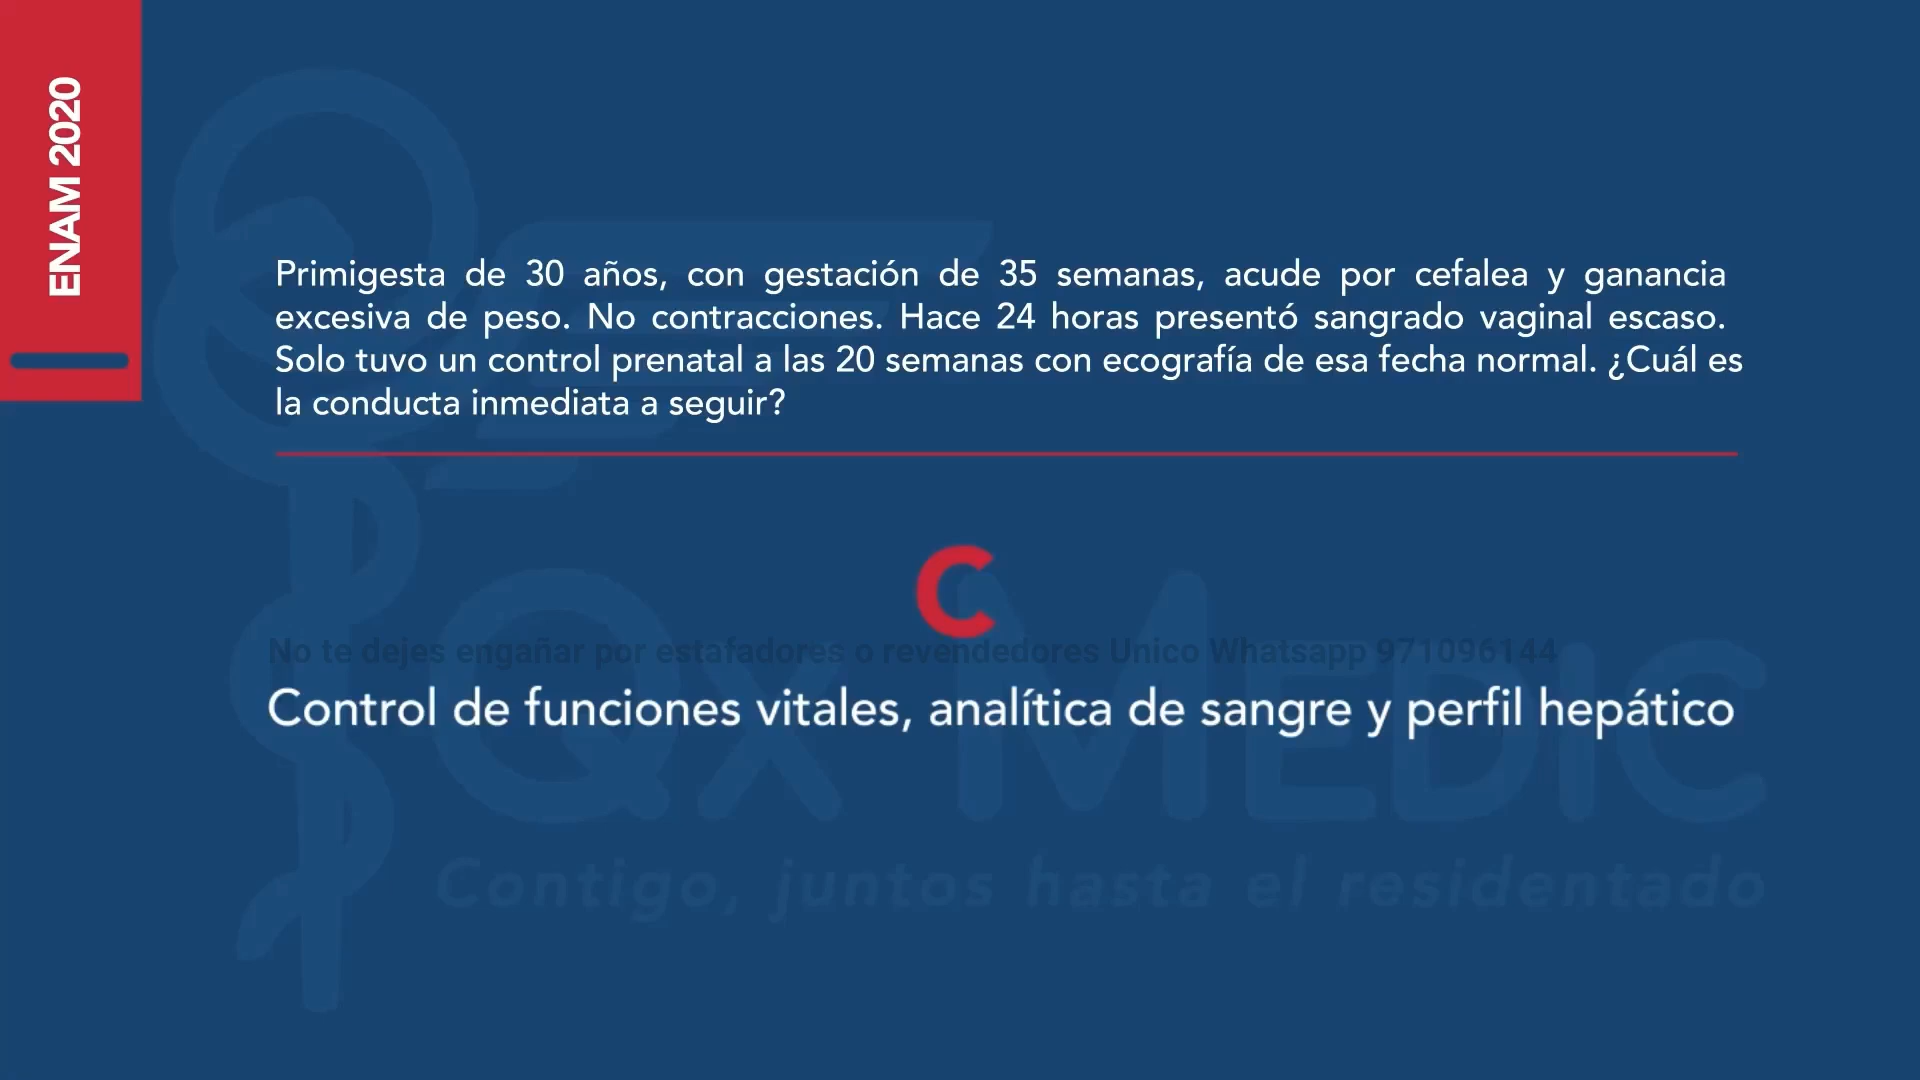 ENAM 2020
Primigesta de 30 años, con gestación de 35 semanas, acude por cefalea y ganancia
excesiva de peso. No contracciones. Hace 24 horas presentó sangrado vaginal escaso.
Solo tuvo un control prenatal a las 20 semanas con ecografía de esa fecha normal. ¿Cuál es
la conducta inmediata a seguir?
C
No te dejes engañar por estafadores o revendedores Unico Whatsapp 971096144
Control de funciones vitales, analítica de sangre y perfil hepático
Qx MEDIC
Contigo, juntos hasta el residentado